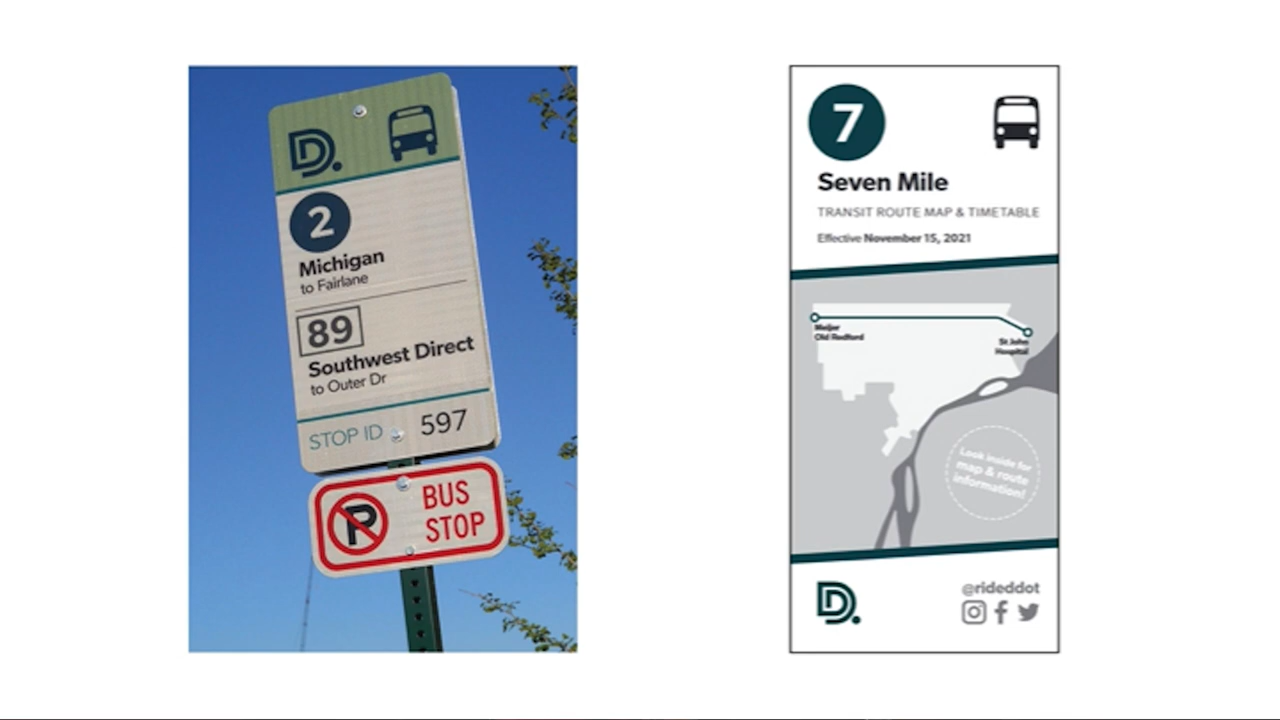 D.
2
Michigan
to Fairlane
89
Southwest Direct
to Outer Dr
STOP ID 597
P BUS
STOP
7
Seven Mile
TRANSIT ROUTE MAP & TIMETABLE
Effective November 15, 2021
Meijer
Old Redford
St John
Hospital
Look inside for
map & route
information!
D.
@rideddot